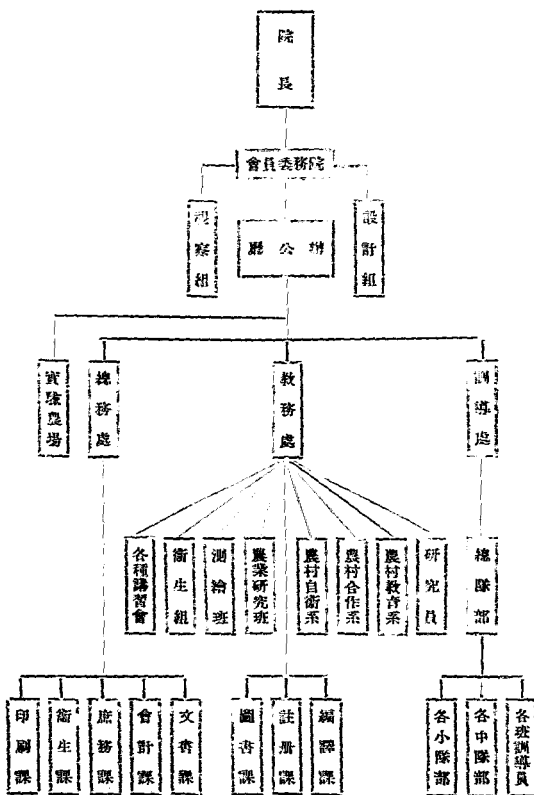 院長
會員委務院
設計組
廳公辦
視察組
訓導處
教務處
總務處
實驗農場
總隊部
研究員
農村教育系
農村合作系
農村自衛系
農業研究班
測繪班
衛生組
各種講習會
各班訓導員
各中隊部
各小隊部
編譯課
註册課
圖書課
文書課
會計課
庶務課
衛生課
印刷課